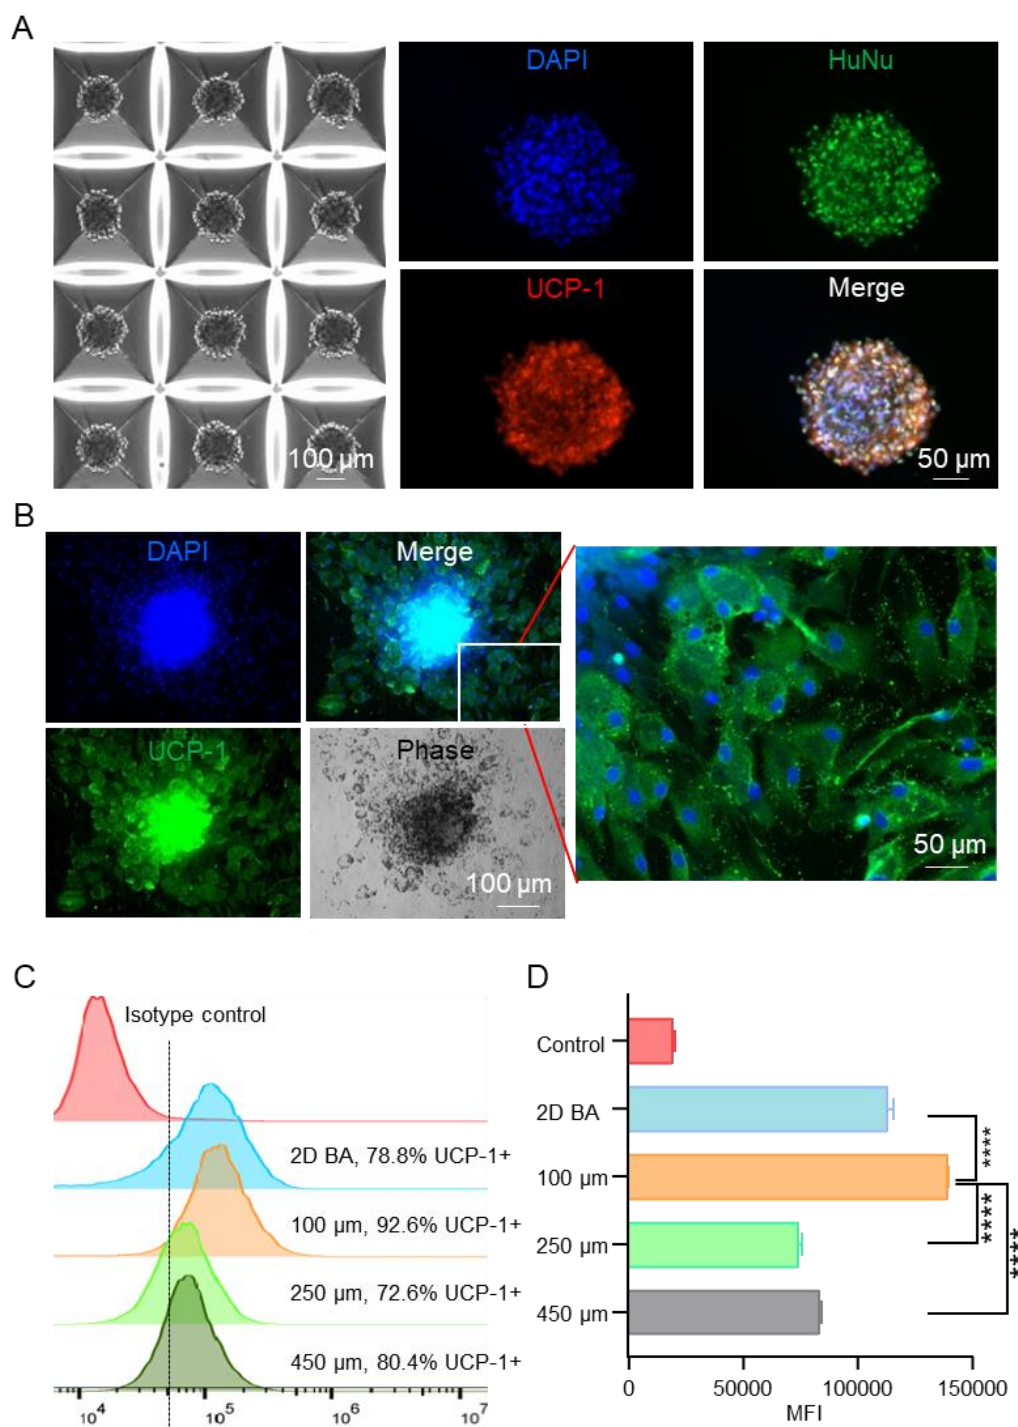 A
DAPI
HuNu
UCP-1
Merge
100 µm
50 µm
B
DAPI
Merge
UCP-1
Phase
100 µm
50 µm
C
Isotype control
2D BA, 78.8% UCP-1+
100 µm, 92.6% UCP-1+
250 µm, 72.6% UCP-1+
450 µm, 80.4% UCP-1+
10⁴ 10⁵ 10⁶ 10⁷
D
Control
2D BA
100 µm
250 µm
450 µm
****
****
****
0 50000 100000 150000
MFI